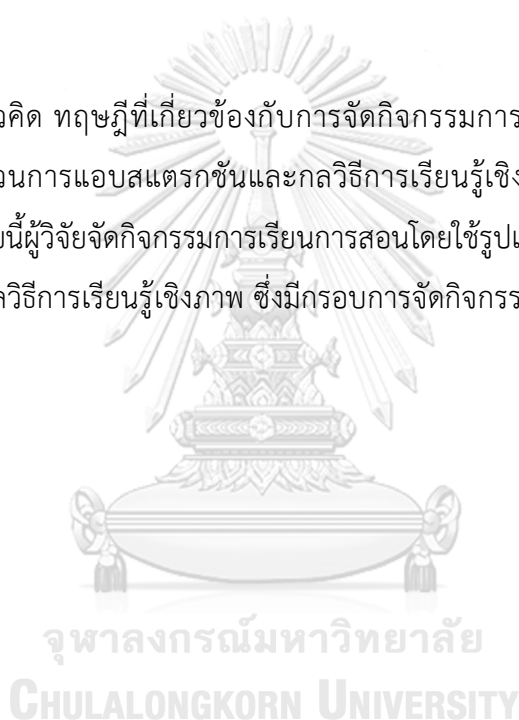 คิด ทฤษฎีที่เกี่ยวข้องกับการจัดกิจกรรมการ
วนการแอบสแตรกชันและกลวิธีการเรียนรู้เชิง
นี้ผู้วิจัยจัดกิจกรรมการเรียนการสอนโดยใช้รูปแ
วิธีการเรียนรู้เชิงภาพ ซึ่งมีกรอบการจัดกิจกรร
จุฬาลงกรณ์มหาวิทยาลัย
CHULALONGKORN UNIVERSITY